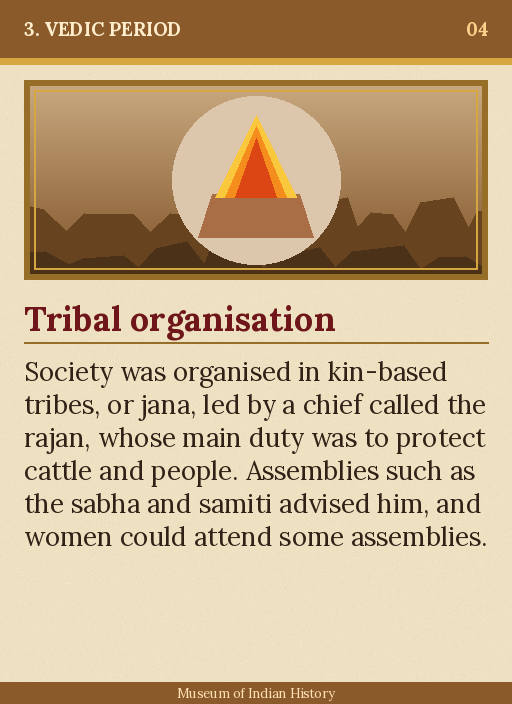 3. VEDIC PERIOD
04
Tribal organisation
Society was organised in kin-based
tribes, or jana, led by a chief called the
rajan, whose main duty was to protect
cattle and people. Assemblies such as
the sabha and samiti advised him, and
women could attend some assemblies.
Museum of Indian History